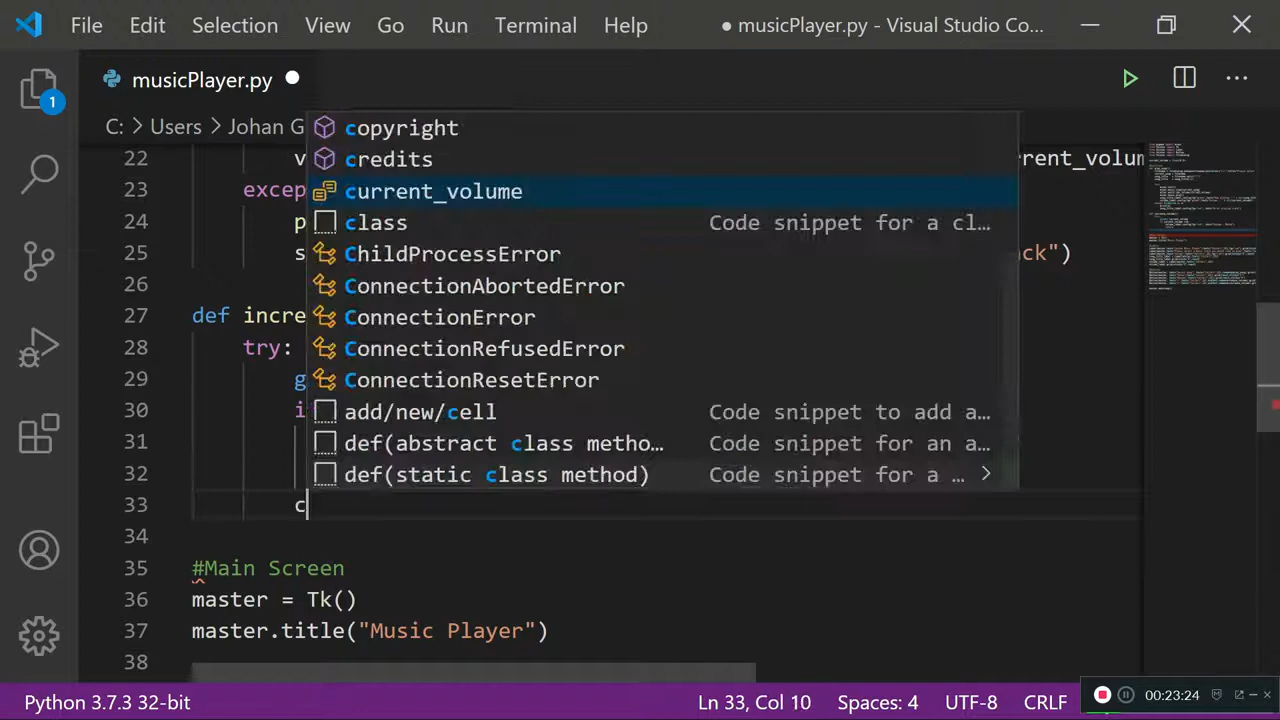 File Edit Selection View Go Run Terminal Help ● musicPlayer.py - Visual Studio Co...
musicPlayer.py
1
C: > Users > Johan G
copyright
22 v rent_volum
credits
23 excep
current_volume
24 p
class Code snippet for a cl...
25 s ck")
ChildProcessError
26
ConnectionAbortedError
27 def incre
ConnectionError
28 try:
ConnectionRefusedError
29 g
ConnectionResetError
30 i
add/new/cell Code snippet to add a...
31
def(abstract class metho... Code snippet for an a...
32
def(static class method) Code snippet for a ... >
33 c
34
35 #Main Screen
36 master = Tk()
37 master.title("Music Player")
38
Python 3.7.3 32-bit Ln 33, Col 10 Spaces: 4 UTF-8 CRLF 00:23:24